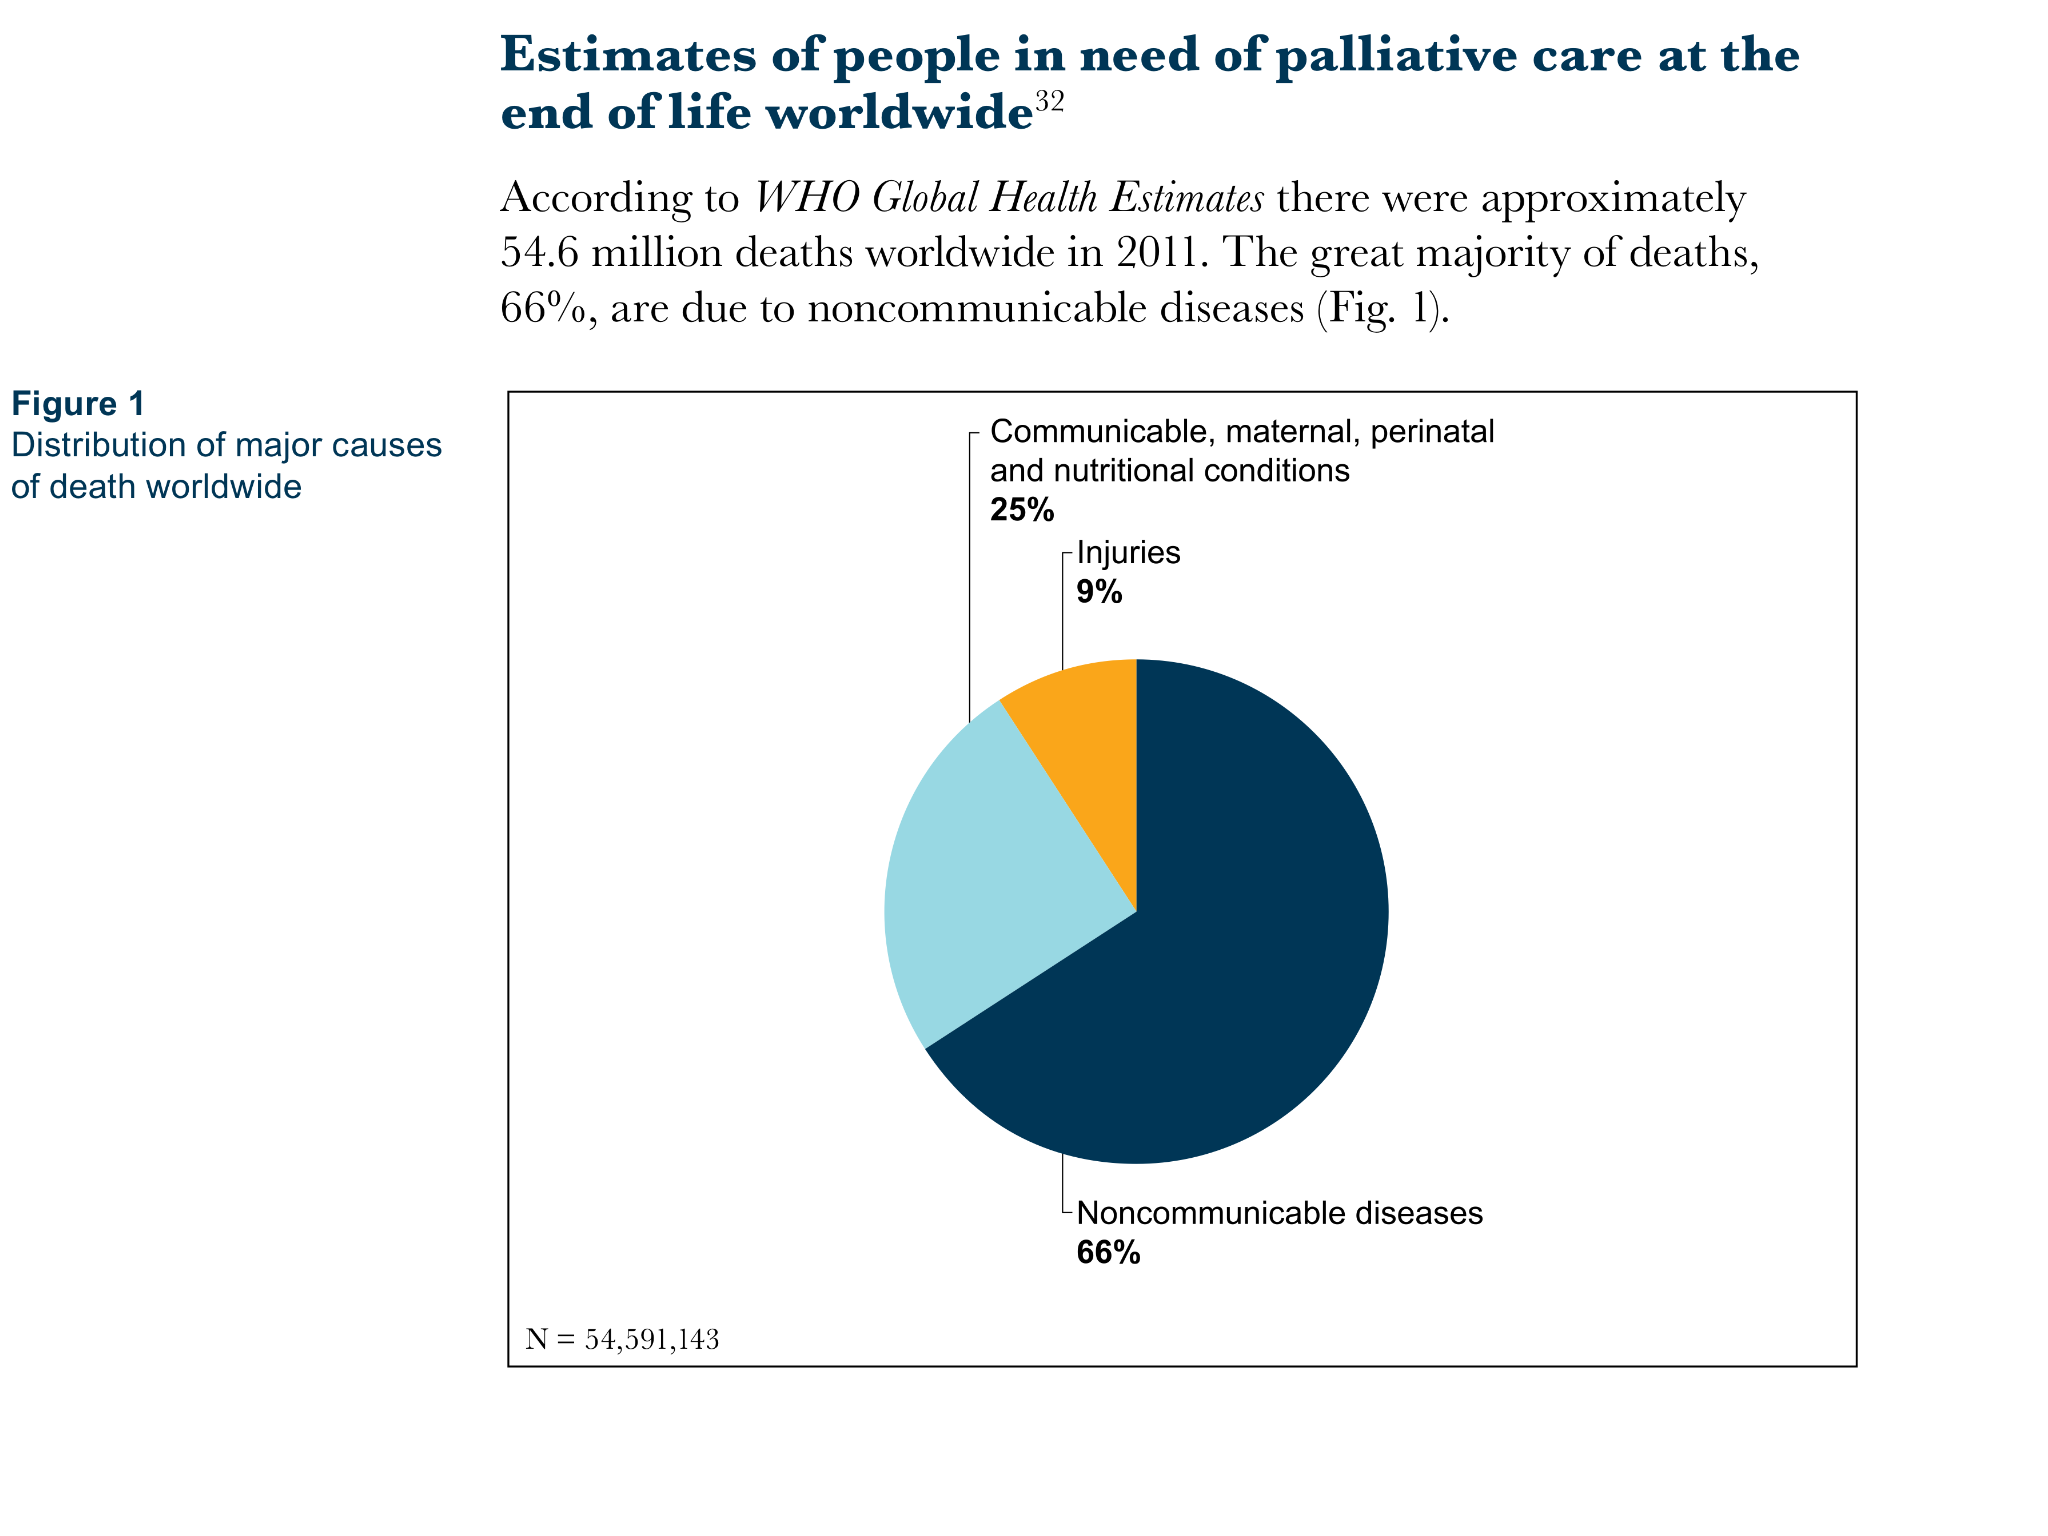 Estimates of people in need of palliative care at the
end of life worldwide32
According to WHO Global Health Estimates there were approximately
54.6 million deaths worldwide in 2011. The great majority of deaths,
66%, are due to noncommunicable diseases (Fig. 1).
Figure 1
Distribution of major causes
of death worldwide
Communicable, maternal, perinatal
and nutritional conditions
25%
Injuries
9%
Noncommunicable diseases
66%
N = 54,591,143